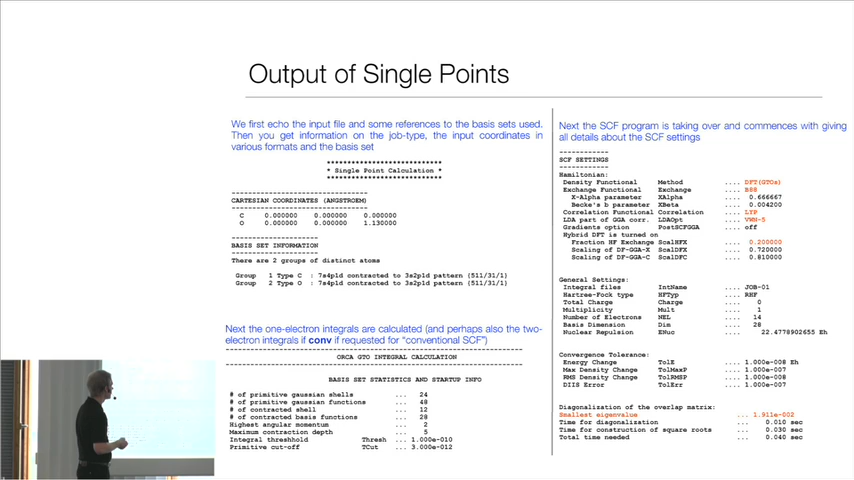 Output of Single Points
We first echo the input file and some references to the basis sets used.
Then you get information on the job-type, the input coordinates in
various formats and the basis set
******************************
* Single Point Calculation *
******************************
CARTESIAN COORDINATES (ANGSTROEM)
C 0.000000 0.000000 0.000000
O 0.000000 0.000000 1.130000
BASIS SET INFORMATION
There are 2 groups of distinct atoms
Group 1 Type C : 7s4p1d contracted to 3s2p1d pattern (511/31/1)
Group 2 Type O : 7s4p1d contracted to 3s2p1d pattern (511/31/1)
Next the one-electron integrals are calculated (and perhaps also the two-
electron integrals if conv if requested for “conventional SCF”)
ORCA GTO INTEGRAL CALCULATION
BASIS SET STATISTICS AND STARTUP INFO
# of primitive gaussian shells ... 24
# of primitive gaussian functions ... 48
# of contracted shell ... 12
# of contracted basis functions ... 28
Highest angular momentum ... 2
Maximum contraction depth ... 5
Integral threshhold Thresh ... 1.000e-010
Primitive cut-off TCut ... 3.000e-012
Next the SCF program is taking over and commences with giving
all details about the SCF settings
------------
SCF SETTINGS
------------
Hamiltonian:
Density Functional Method .... DFT(GTOs)
Exchange Functional Exchange .... B88
X-Alpha parameter XAlpha .... 0.666667
Becke's b parameter XBeta .... 0.004200
Correlation Functional Correlation .... LYP
LDA part of GGA corr. LDAOpt .... VWN-5
Gradients option PostSCFGGA .... off
Hybrid DFT is turned on
Fraction HF Exchange ScalHFX .... 0.200000
Scaling of DF-GGA-X ScalDFX .... 0.720000
Scaling of DF-GGA-C ScalDFC .... 0.810000
General Settings:
Integral files IntName .... JOB-01
Hartree-Fock type HFTyp .... RHF
Total Charge Charge .... 0
Multiplicity Mult .... 1
Number of Electrons NEL .... 14
Basis Dimension Dim .... 28
Nuclear Repulsion ENuc .... 22.4778902655 Eh
Convergence Tolerance:
Energy Change TolE .... 1.000e-008 Eh
Max Density Change TolMaxP .... 1.000e-007
RMS Density Change TolRMSP .... 1.000e-008
DIIS Error TolErr .... 1.000e-007
Diagonalization of the overlap matrix:
Smallest eigenvalue ... 1.911e-002
Time for diagonalization ... 0.010 sec
Time for construction of square roots ... 0.030 sec
Total time needed ... 0.040 sec